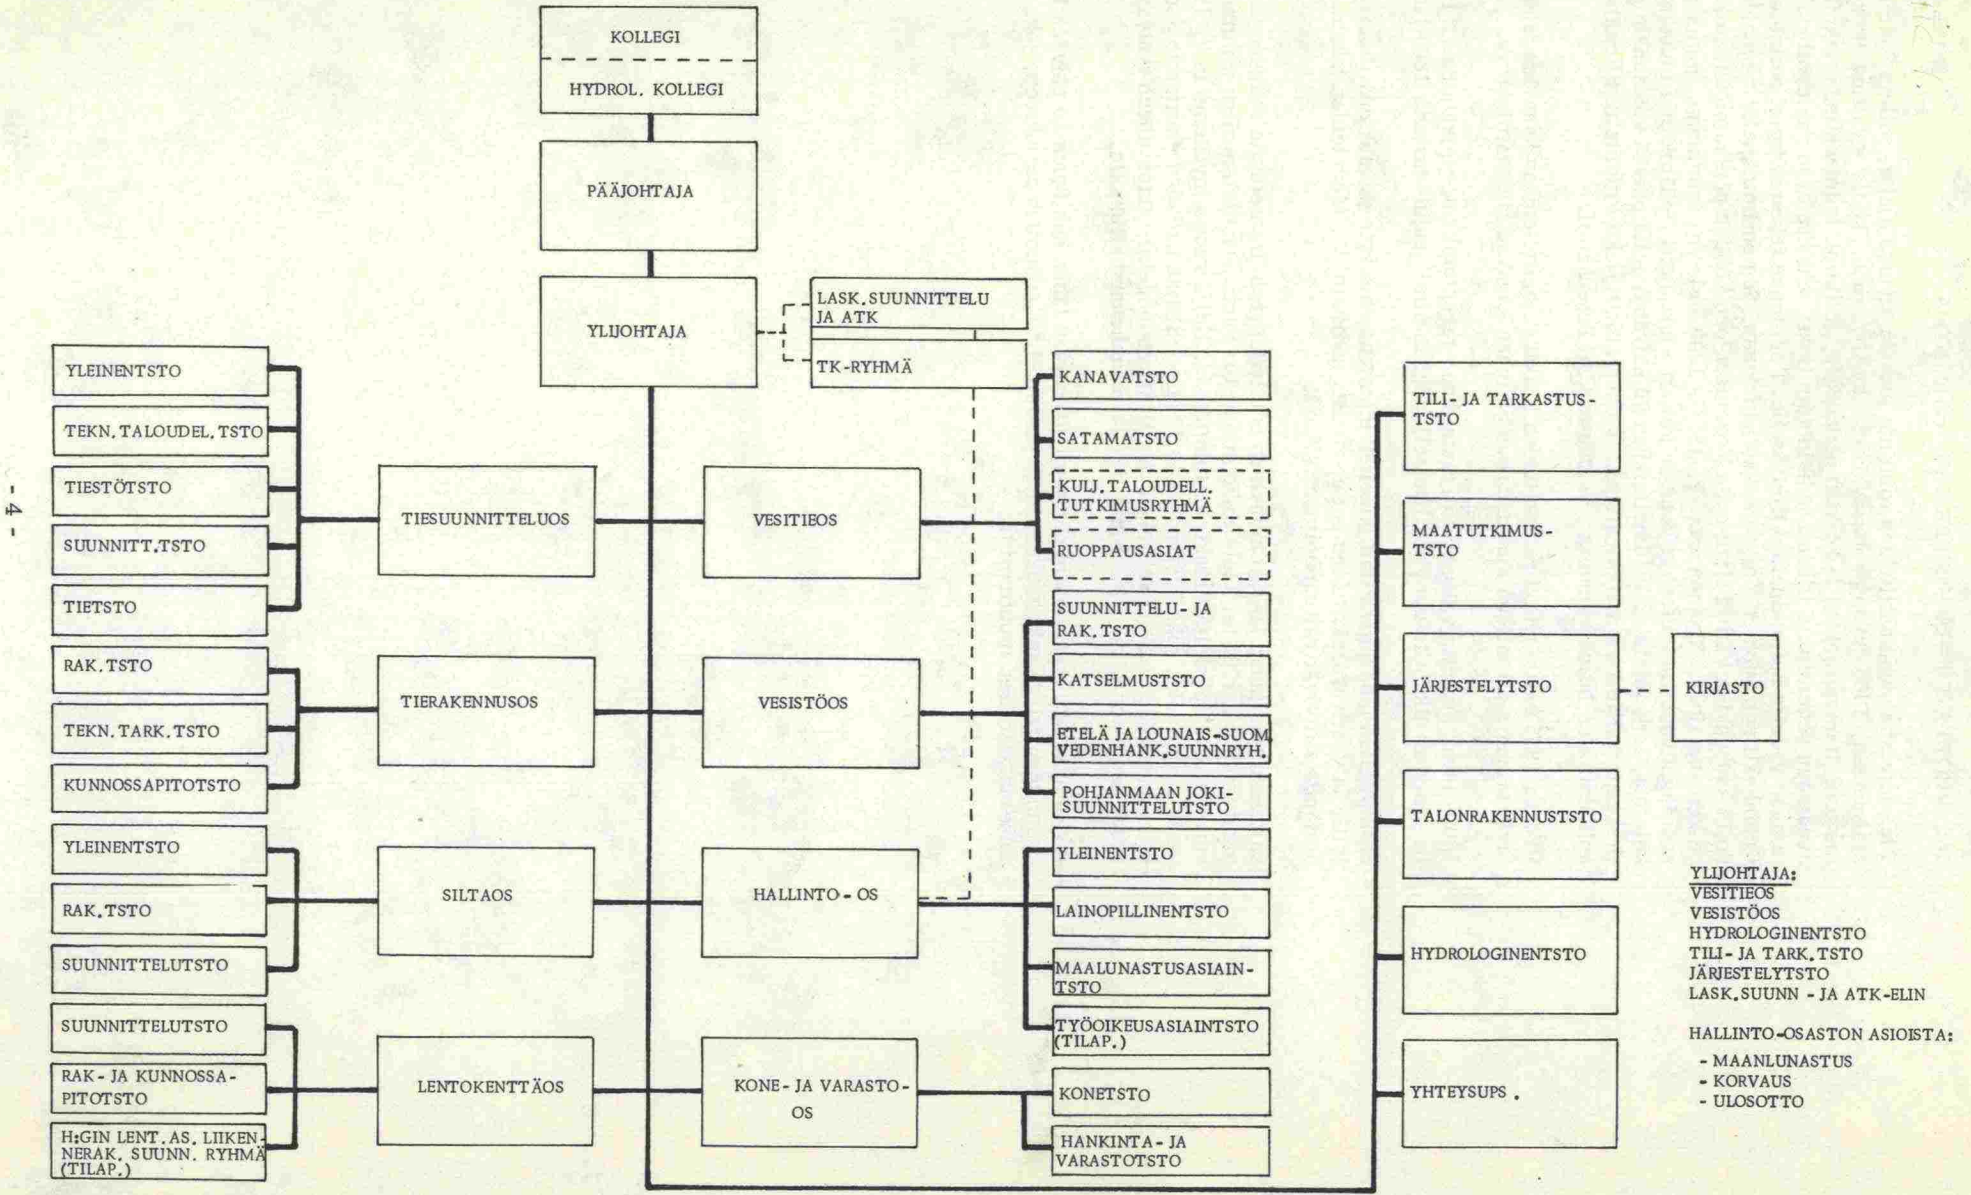 KOLLEGI
HYDROL. KOLLEGI
PÄÄJOHTAJA
YLIJOHTAJA
LASK.SUUNNITTELU
JA ATK
TK-RYHMÄ
YLEINENTSTO
TEKN. TALOUDEL. TSTO
TIESTÖTSTO
SUUNNITT.TSTO
TIETSTO
TIESUUNNITTELUOS
RAK.TSTO
TEKN. TARK. TSTO
KUNNOSSAPITOTSTO
TIERAKENNUSOS
YLEINENTSTO
RAK.TSTO
SUUNNITTELUTSTO
SILTAOS
SUUNNITTELUTSTO
RAK- JA KUNNOSSA-
PITOTSTO
H:GIN LENT. AS. LIIKEN-
NERAK. SUUNN. RYHMÄ
(TILAP.)
LENTOKENTTÄOS
VESITIEOS
KANAVATSTO
SATAMATSTO
KULJ. TALOUDELL.
TUTKIMUSRYHMÄ
RUOPPAUSASIAT
VESISTÖOS
SUUNNITTELU- JA
RAK.TSTO
KATSELMUSTSTO
ETELÄ JA LOUNAIS-SUOM
VEDENHANK.SUUNNRYH.
POHJANMAAN JOKI-
SUUNNITTELUTSTO
HALLINTO-OS
YLEINENTSTO
LAINOPILLINENTSTO
MAALUNASTUSASIAIN-
TSTO
TYÖOIKEUSASIAINTSTO
(TILAP.)
KONE- JA VARASTO-
OS
KONETSTO
HANKINTA- JA
VARASTOTSTO
TILI- JA TARKASTUS-
TSTO
MAATUTKIMUS-
TSTO
JÄRJESTELYTSTO
KIRJASTO
TALONRAKENNUSTSTO
HYDROLOGINENTSTO
YHTEYSUPS.
YLIJOHTAJA:
VESITIEOS
VESISTÖOS
HYDROLOGINENTSTO
TILI- JA TARK.TSTO
JÄRJESTELYTSTO
LASK.SUUNN - JA ATK-ELIN
HALLINTO-OSASTON ASIOISTA:
- MAANLUNASTUS
- KORVAUS
- ULOSOTTO
- 4 -